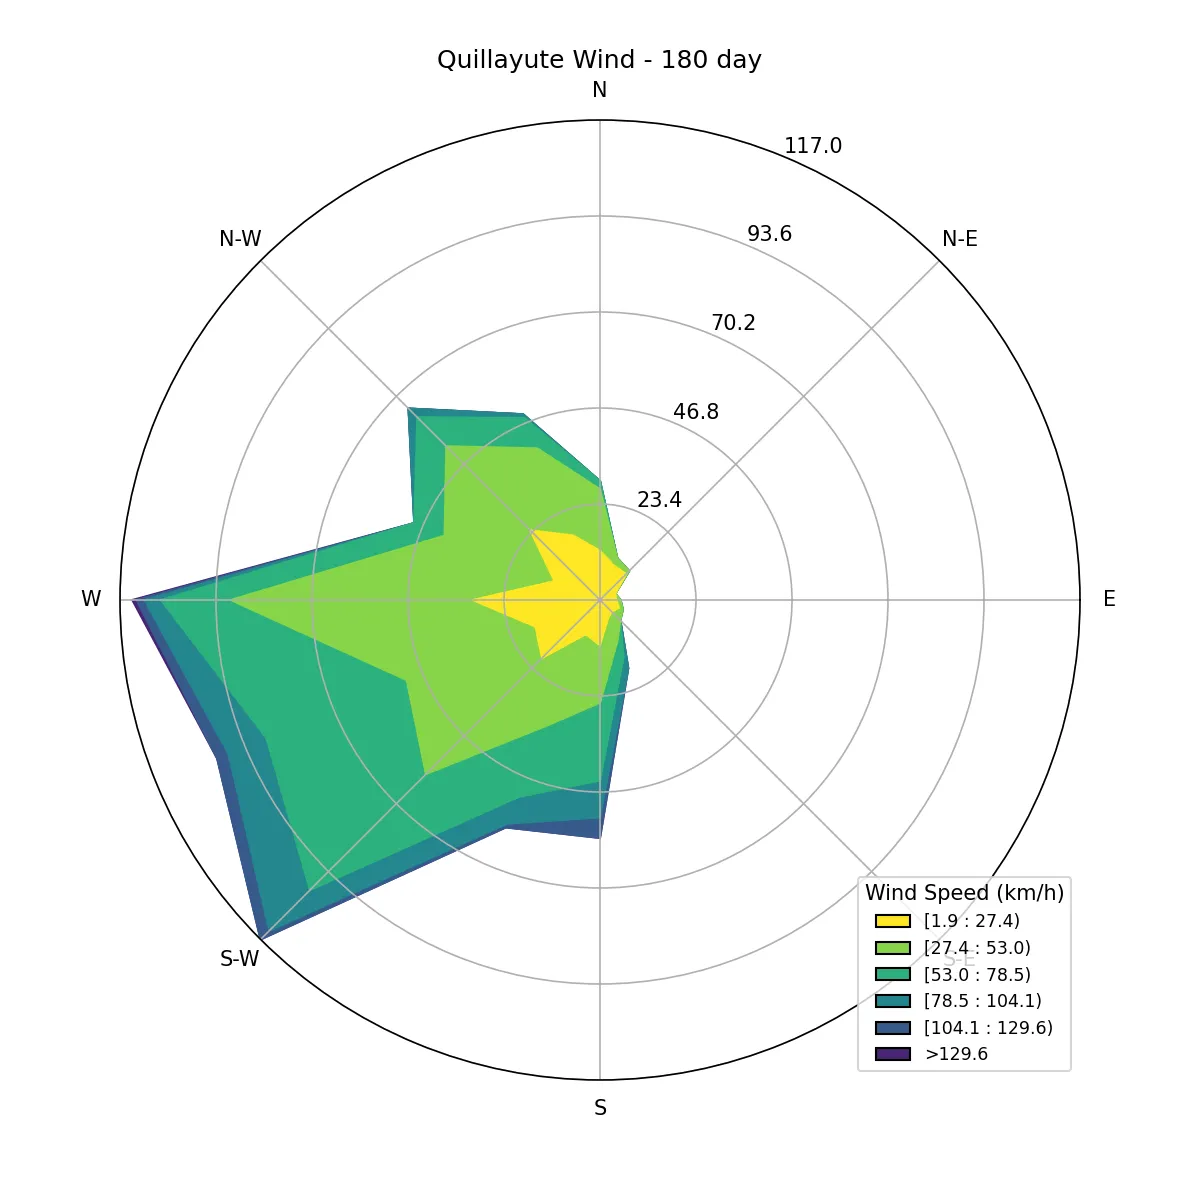 Quillayute Wind - 180 day
N
117.0
N-W
93.6
N-E
70.2
46.8
23.4
W
E
S-W
S-E
S
Wind Speed (km/h)
[1.9 : 27.4)
[27.4 : 53.0)
[53.0 : 78.5)
[78.5 : 104.1)
[104.1 : 129.6)
>129.6